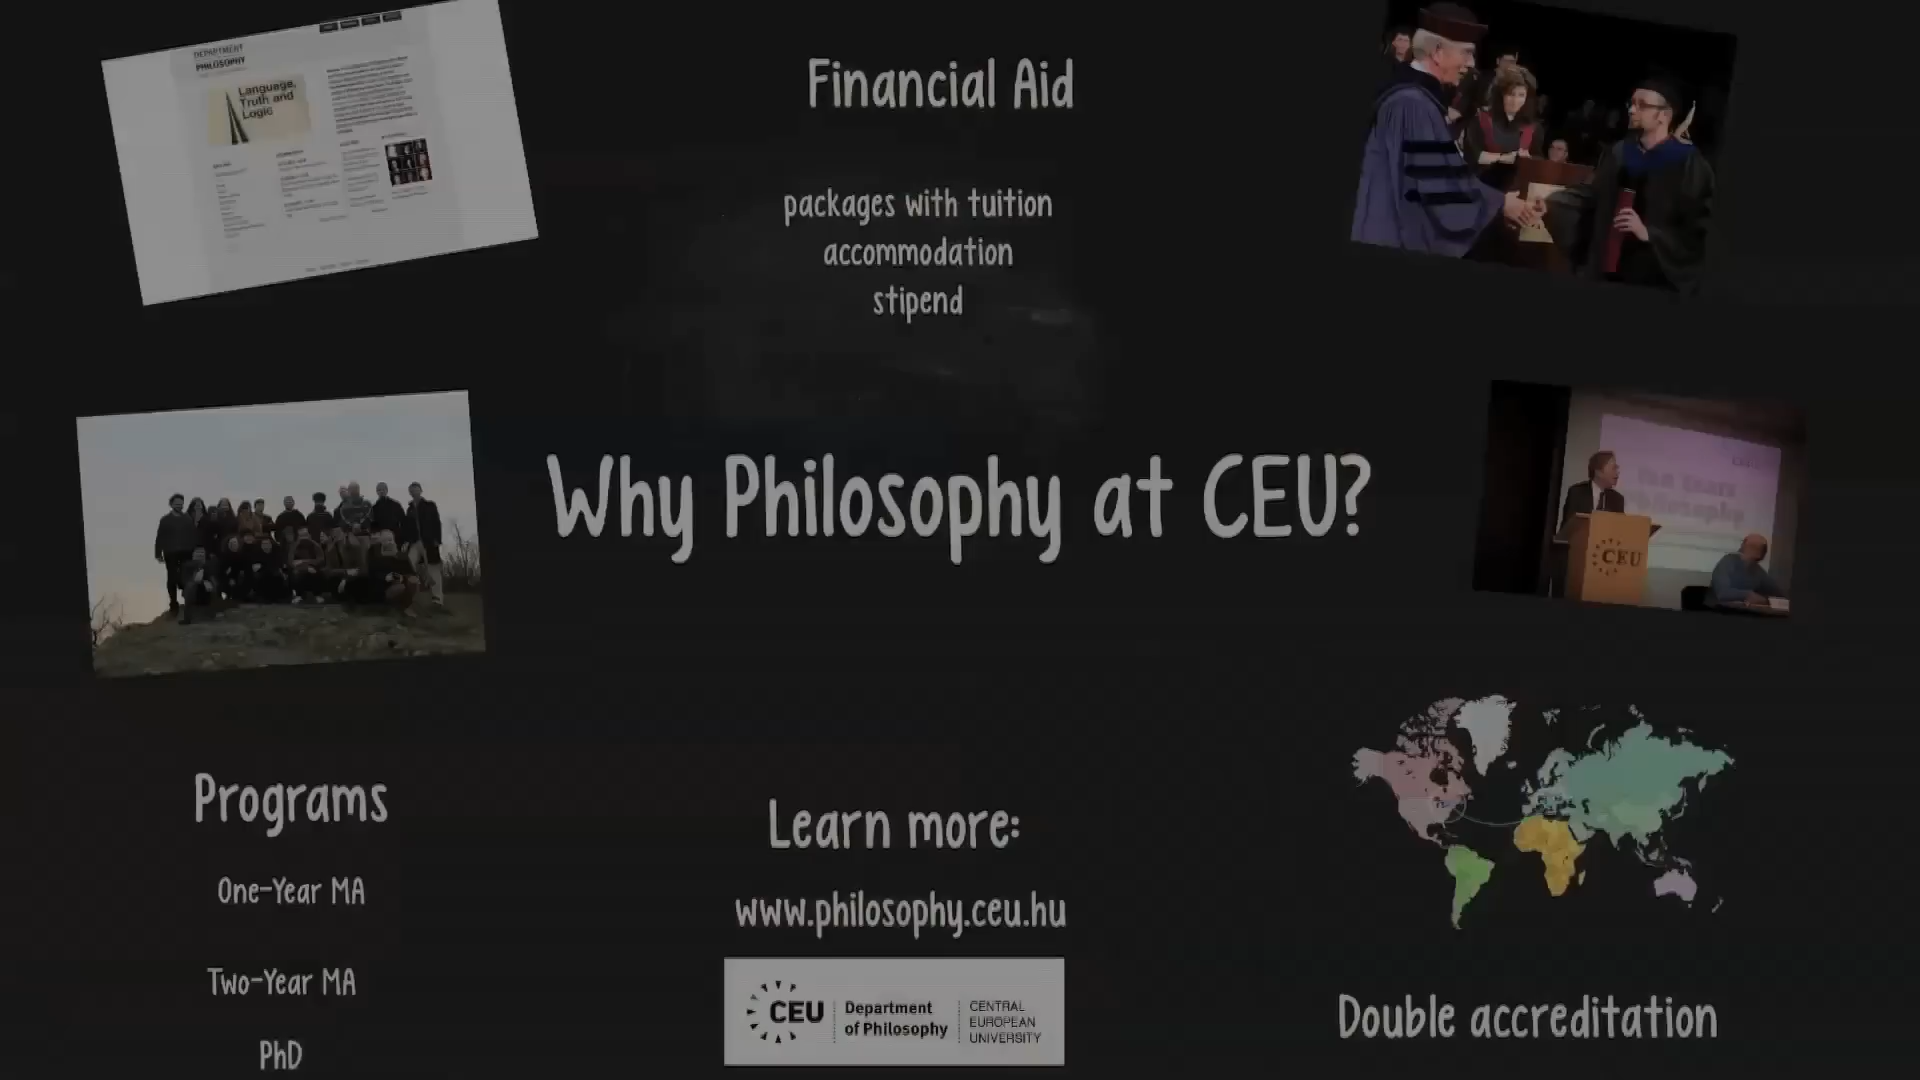 DEPARTMENT
PHILOSOPHY
Language,
Truth and
Logic
Financial Aid
packages with tuition
accommodation
stipend
Why Philosophy at CEU?
CEU
Programs
One-Year MA
Two-Year MA
PhD
Learn more:
www.philosophy.ceu.hu
CEU
Department
of Philosophy
CENTRAL
EUROPEAN
UNIVERSITY
Double accreditation